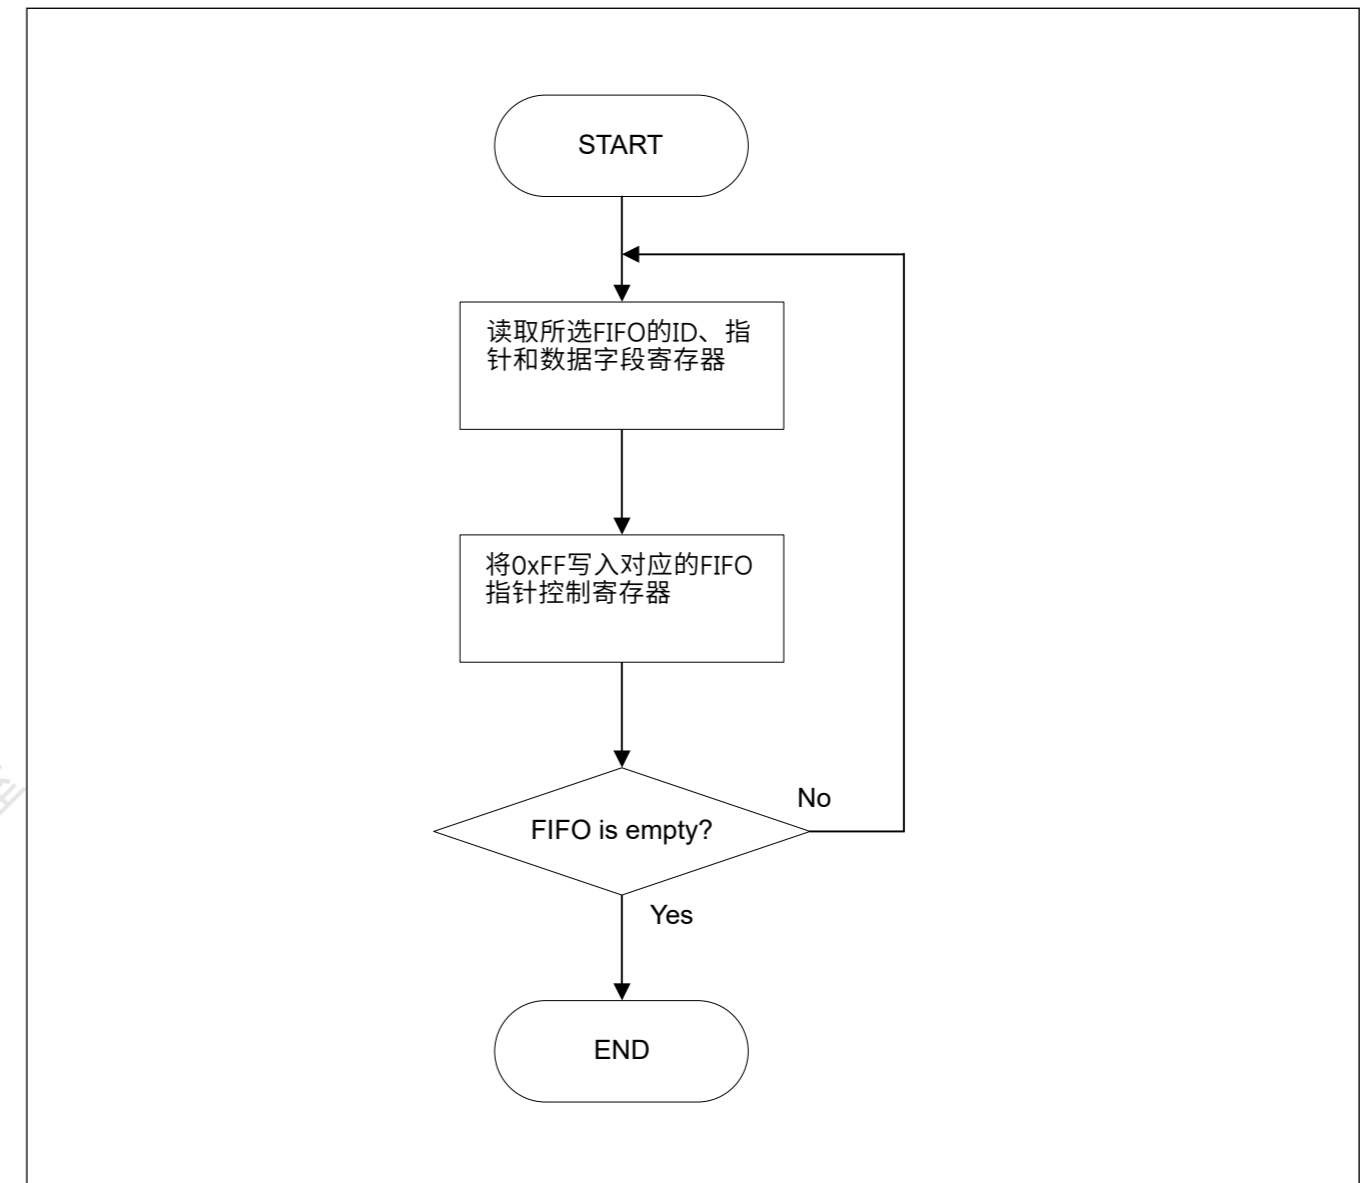 START
读取所选FIFO的ID、指
针和数据字段寄存器
将0xFF写入对应的FIFO
指针控制寄存器
No
FIFO is empty?
Yes
END